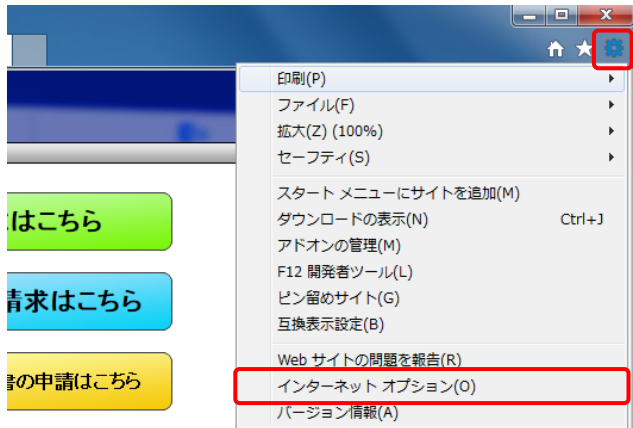 印刷(P)
ファイル(F)
拡大(Z) (100%)
セーフティ(S)
スタート メニューにサイトを追加(M)
ダウンロードの表示(N) Ctrl+J
アドオンの管理(M)
F12 開発者ツール(L)
ピン留めサイト(G)
互換表示設定(B)
Web サイトの問題を報告(R)
インターネット オプション(O)
バージョン情報(A)
はこちら
請求はこちら
書の申請はこちら